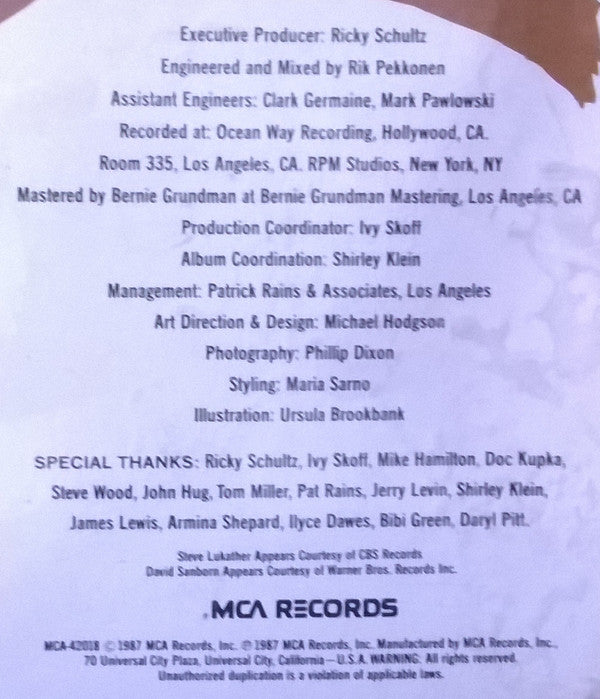 Executive Producer: Ricky Schultz
Engineered and Mixed by Rik Pekkonen
Assistant Engineers: Clark Germaine, Mark Pawlowski
Recorded at: Ocean Way Recording, Hollywood, CA.
Room 335, Los Angeles, CA. RPM Studios, New York, NY
Mastered by Bernie Grundman at Bernie Grundman Mastering, Los Angeles, CA
Production Coordinator: Ivy Skoff
Album Coordination: Shirley Klein
Management: Patrick Rains & Associates, Los Angeles
Art Direction & Design: Michael Hodgson
Photography: Phillip Dixon
Styling: Maria Sarno
Illustration: Ursula Brookbank
SPECIAL THANKS: Ricky Schultz, Ivy Skoff, Mike Hamilton, Doc Kupka,
Steve Wood, John Hug, Tom Miller, Pat Rains, Jerry Levin, Shirley Klein,
James Lewis, Armina Shepard, Ilyce Dawes, Bibi Green, Daryl Pitt.
Steve Lukather Appears Courtesy of CBS Records
David Sanborn Appears Courtesy of Warner Bros. Records Inc.
MCA RECORDS
MCA-42018 © 1987 MCA Records, Inc. ℗ 1987 MCA Records, Inc. Manufactured by MCA Records, Inc.,
70 Universal City Plaza, Universal City, California—U.S.A. WARNING: All rights reserved.
Unauthorized duplication is a violation of applicable laws.